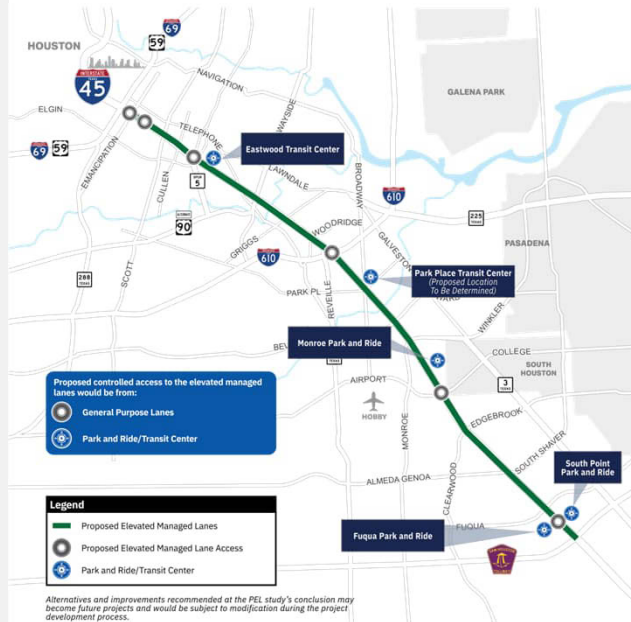 HOUSTON
69
59
INTERSTATE
TEXAS
45
NAVIGATION
GALENA PARK
ELGIN
WAYSIDE
TELEPHONE
Eastwood Transit Center
69
59
EMANCIPATION
CULLEN
5
LAWNDALE
BROADWAY
610
90
WOODRIDGE
225
TEXAS
GRIGGS
GALVESTON
PASADENA
610
SCOTT
288
TEXAS
Park Place Transit Center
(Proposed Location
To Be Determined)
PARK PL
REVEILLE
WINKLER
Monroe Park and Ride
COLLEGE
SOUTH
HOUSTON
AIRPORT
3
TEXAS
HOBBY
MONROE
EDGEBROOK
Proposed controlled access to the elevated managed
lanes would be from:
General Purpose Lanes
Park and Ride/Transit Center
SOUTH SHAVER
ALMEDA GENOA
CLEARWOOD
South Point
Park and Ride
Legend
Proposed Elevated Managed Lanes
Proposed Elevated Managed Lane Access
Park and Ride/Transit Center
FUQUA
Fuqua Park and Ride
Alternatives and improvements recommended at the PEL study's conclusion may
become future projects and would be subject to modification during the project
development process.